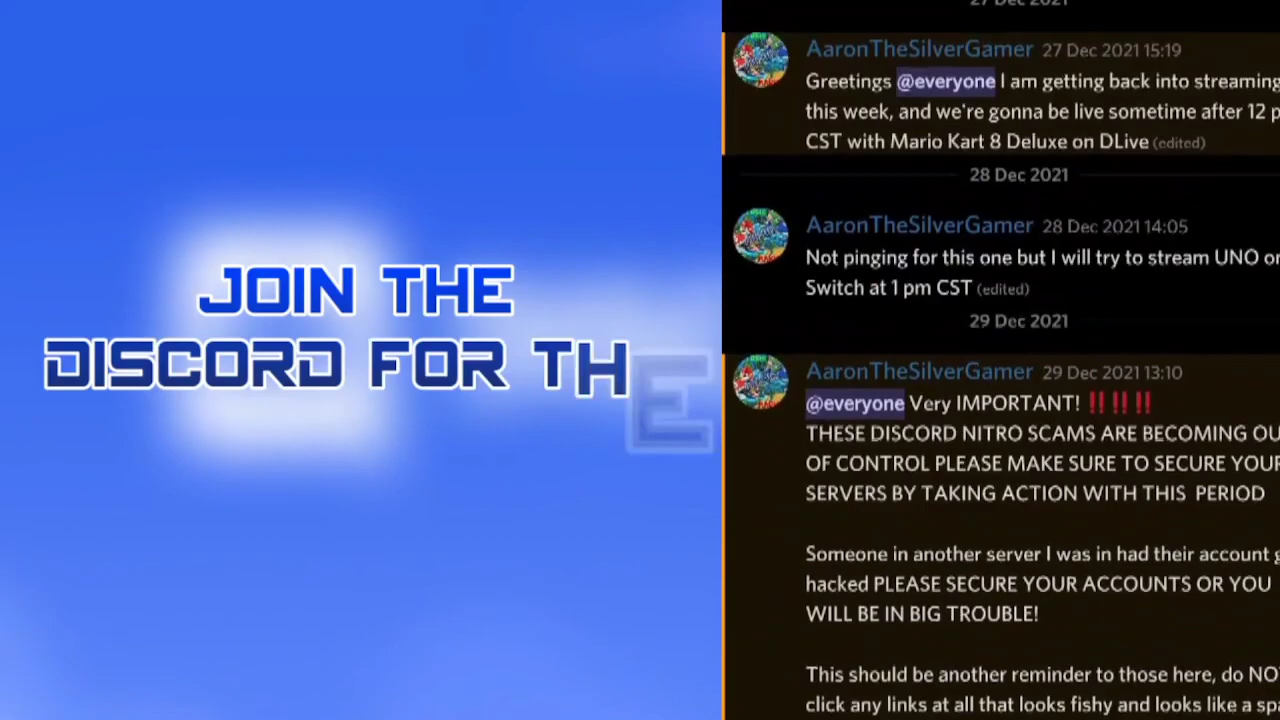 JOIN THE
DISCORD FOR THE
27 Dec 2021
AaronTheSilverGamer 27 Dec 2021 15:19
Greetings @everyone I am getting back into streaming
this week, and we're gonna be live sometime after 12 p
CST with Mario Kart 8 Deluxe on DLive (edited)
28 Dec 2021
AaronTheSilverGamer 28 Dec 2021 14:05
Not pinging for this one but I will try to stream UNO or
Switch at 1 pm CST (edited)
29 Dec 2021
AaronTheSilverGamer 29 Dec 2021 13:10
@everyone Very IMPORTANT! ‼️‼️‼️
THESE DISCORD NITRO SCAMS ARE BECOMING OU
OF CONTROL PLEASE MAKE SURE TO SECURE YOUR
SERVERS BY TAKING ACTION WITH THIS PERIOD
Someone in another server I was in had their account g
hacked PLEASE SECURE YOUR ACCOUNTS OR YOU
WILL BE IN BIG TROUBLE!
This should be another reminder to those here, do NO
click any links at all that looks fishy and looks like a spa